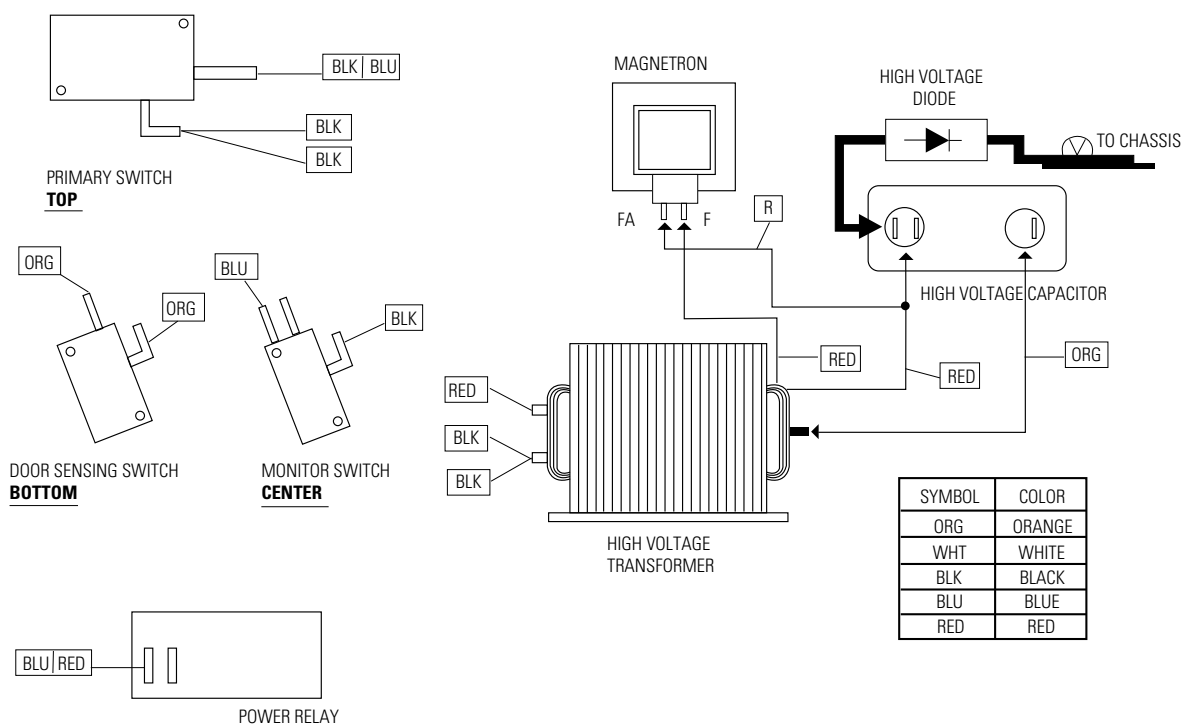 BLK BLU
BLK
BLK
PRIMARY SWITCH
TOP
MAGNETRON
FA
F
R
HIGH VOLTAGE
DIODE
TO CHASSIS
HIGH VOLTAGE CAPACITOR
ORG
ORG
DOOR SENSING SWITCH
BOTTOM
BLU
BLK
MONITOR SWITCH
CENTER
RED
BLK
BLK
RED
RED
ORG
HIGH VOLTAGE
TRANSFORMER
SYMBOL COLOR
ORG ORANGE
WHT WHITE
BLK BLACK
BLU BLUE
RED RED
BLU RED
POWER RELAY